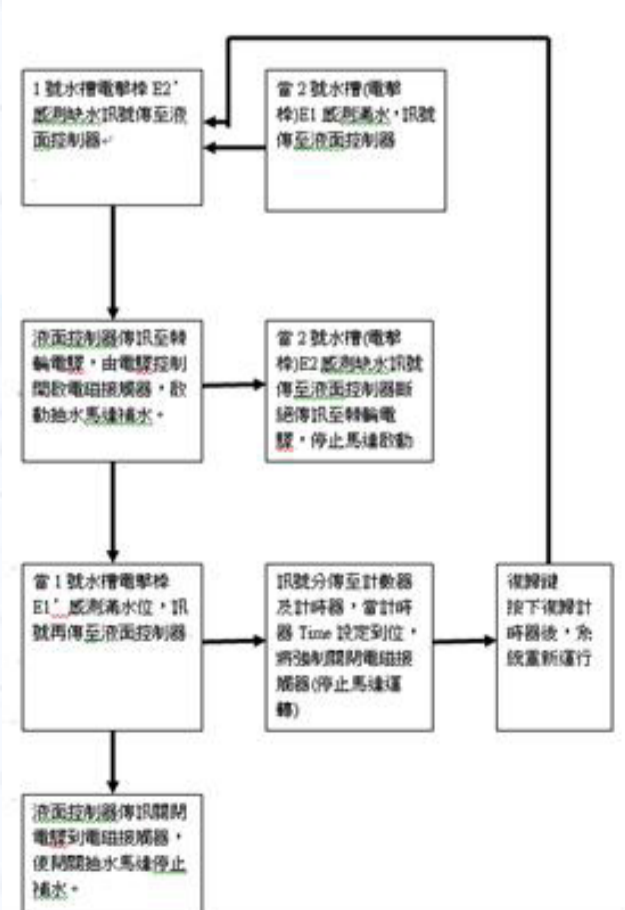 1 號水槽電擊棒 E2'
感測缺水訊號傳至液
面控制器↵
當 2 號水槽(電擊
棒)E1 感測滿水，訊號
傳至液面控制器
液面控制器傳訊至棘
輪電驛，由電驛控制
開啟電磁接觸器，啟
動抽水馬達補水。
當 2 號水槽(電擊
棒)E2 感測缺水訊號
傳至液面控制器斷
絕傳訊至棘輪電
驛，停止馬達啟動
當 1 號水槽電擊棒
E1' 感測滿水位，訊
號再傳至液面控制器
訊號分傳至計數器
及計時器，當計時
器 Time 設定到位，
將強制關閉電磁接
觸器(停止馬達運
轉)
復歸鍵
按下復歸計
時器後，系
統重新運行
液面控制器傳訊關閉
電驛到電磁接觸器，
使開關抽水馬達停止
補水。